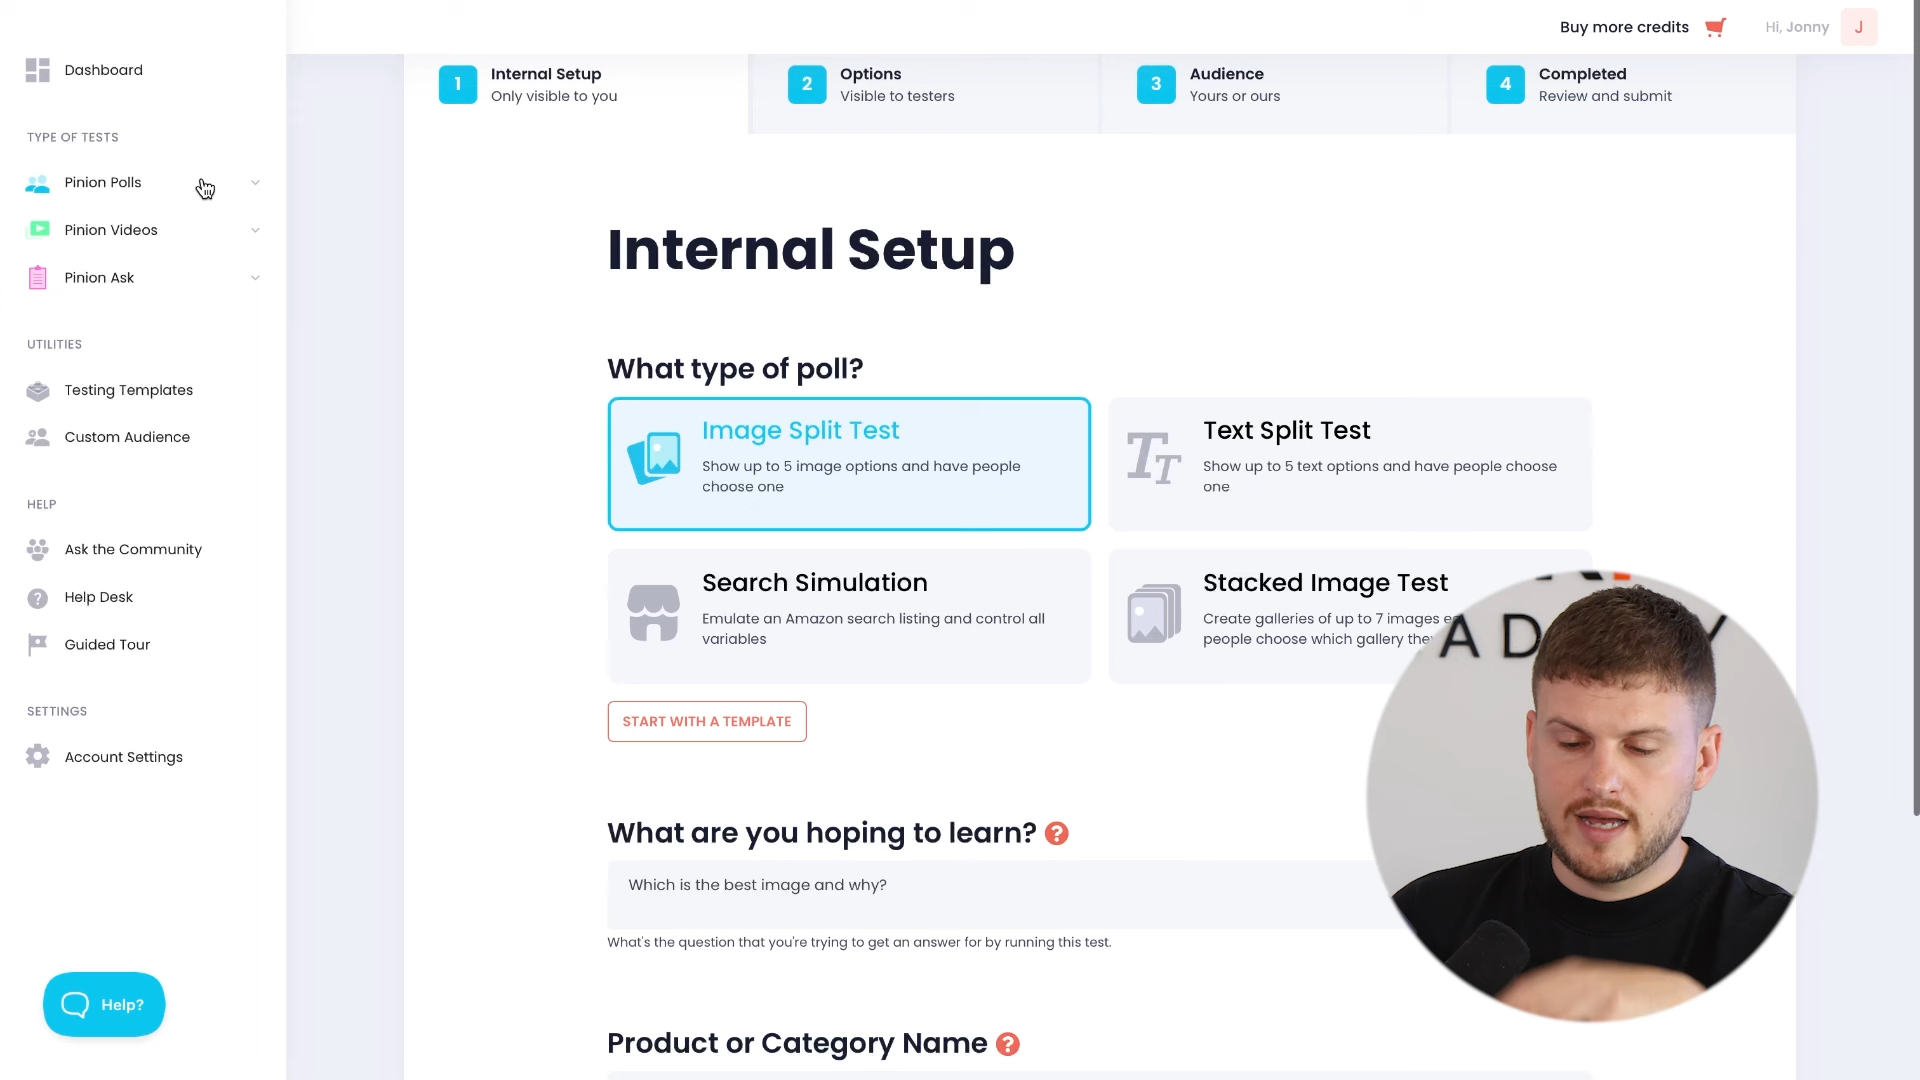 Buy more credits
Hi, Jonny
J
Dashboard
TYPE OF TESTS
Pinion Polls
Pinion Videos
Pinion Ask
UTILITIES
Testing Templates
Custom Audience
HELP
Ask the Community
Help Desk
Guided Tour
SETTINGS
Account Settings
Help?
1
Internal Setup
Only visible to you
2
Options
Visible to testers
3
Audience
Yours or ours
4
Completed
Review and submit
Internal Setup
What type of poll?
Image Split Test
Show up to 5 image options and have people
choose one
Text Split Test
Show up to 5 text options and have people choose
one
Search Simulation
Emulate an Amazon search listing and control all
variables
Stacked Image Test
Create galleries of up to 7 images
people choose which gallery
START WITH A TEMPLATE
What are you hoping to learn?
Which is the best image and why?
What's the question that you're trying to get an answer for by running this test.
Product or Category Name